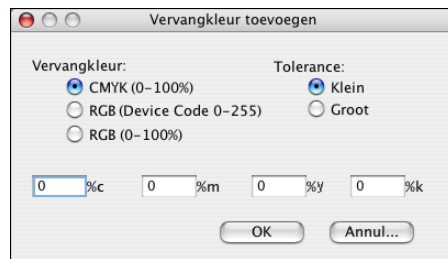 Vervangkleur toevoegen
Vervangkleur: Tolerance:
CMYK (0–100%) Klein
RGB (Device Code 0–255) Groot
RGB (0–100%)
0 %c 0 %m 0 %y 0 %k
OK Annul...